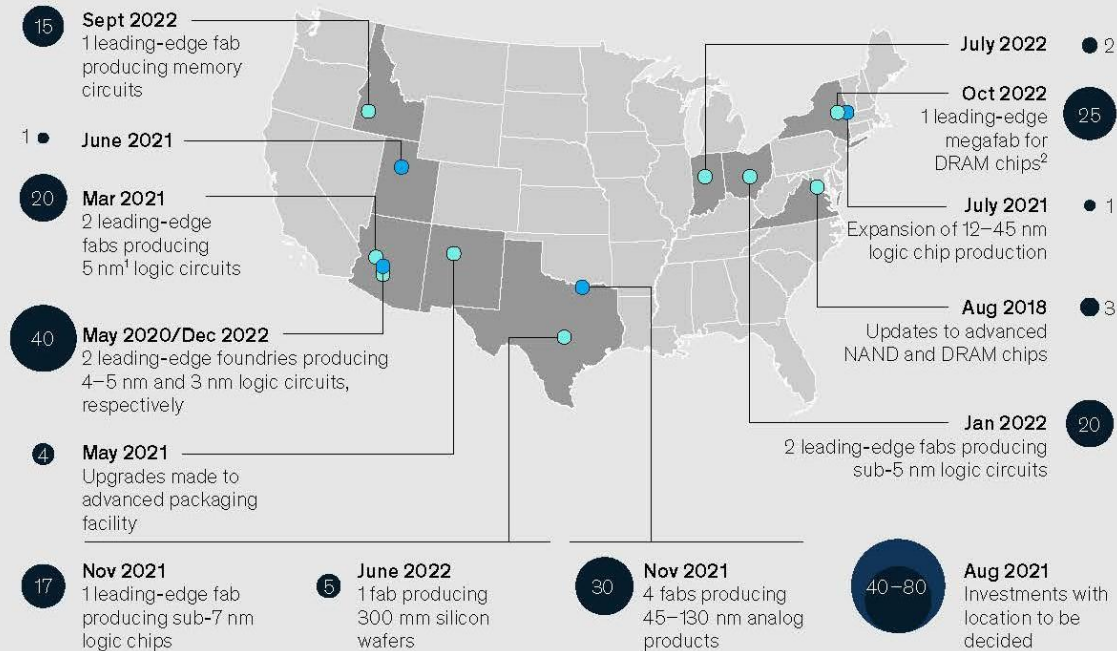 15
Sept 2022
1 leading-edge fab
producing memory
circuits
1
June 2021
20
Mar 2021
2 leading-edge
fabs producing
5 nm¹ logic circuits
40
May 2020/Dec 2022
2 leading-edge foundries producing
4–5 nm and 3 nm logic circuits,
respectively
4
May 2021
Upgrades made to
advanced packaging
facility
July 2022
2
Oct 2022
1 leading-edge
megafab for
DRAM chips²
25
July 2021
1
Expansion of 12–45 nm
logic chip production
Aug 2018
3
Updates to advanced
NAND and DRAM chips
Jan 2022
20
2 leading-edge fabs producing
sub-5 nm logic circuits
17
Nov 2021
1 leading-edge fab
producing sub-7 nm
logic chips
5
June 2022
1 fab producing
300 mm silicon
wafers
30
Nov 2021
4 fabs producing
45–130 nm analog
products
40–80
Aug 2021
Investments with
location to be
decided